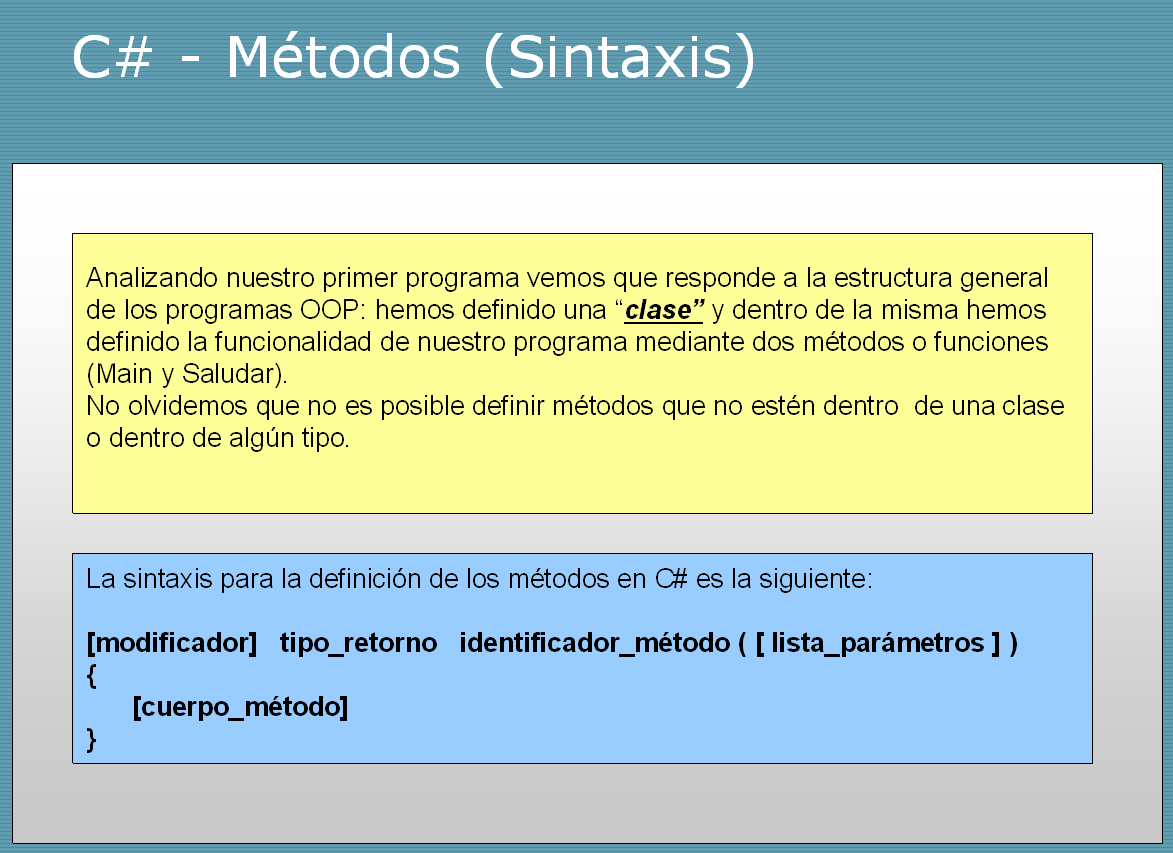 C# - Métodos (Sintaxis)
Analizando nuestro primer programa vemos que responde a la estructura general
de los programas OOP: hemos definido una “clase” y dentro de la misma hemos
definido la funcionalidad de nuestro programa mediante dos métodos o funciones
(Main y Saludar).
No olvidemos que no es posible definir métodos que no estén dentro  de una clase
o dentro de algún tipo.
La sintaxis para la definición de los métodos en C# es la siguiente:
[modificador]   tipo_retorno   identificador_método ( [ lista_parámetros ] )
{
[cuerpo_método]
}